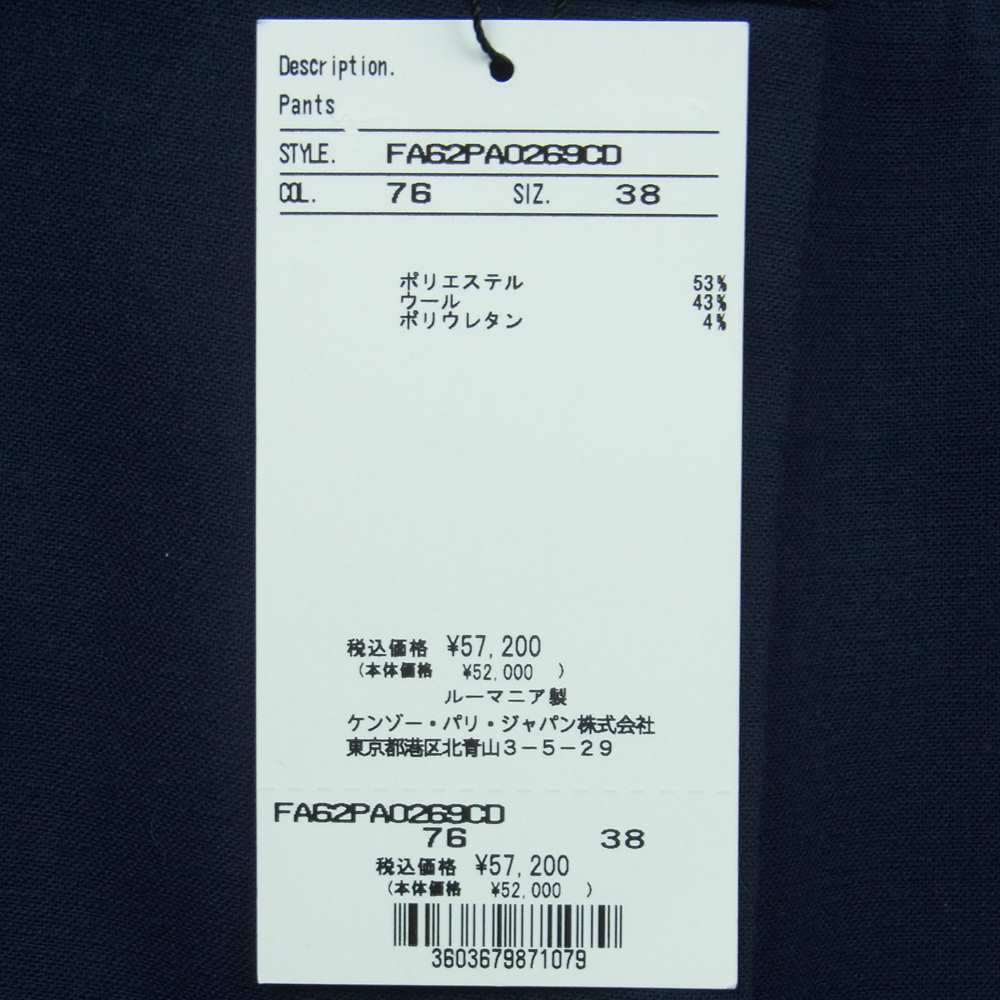 Description.
Pants
STYLE. FA62PA0269CD
COL. 76 SIZ. 38
ポリエステル 53%
ウール 43%
ポリウレタン 4%
税込価格 ¥57,200
(本体価格 ¥52,000 )
ルーマニア製
ケンゾー・パリ・ジャパン株式会社
東京都港区北青山3-5-29
FA62PA0269CD
76 38
税込価格 ¥57,200
(本体価格 ¥52,000 )
3603679871079